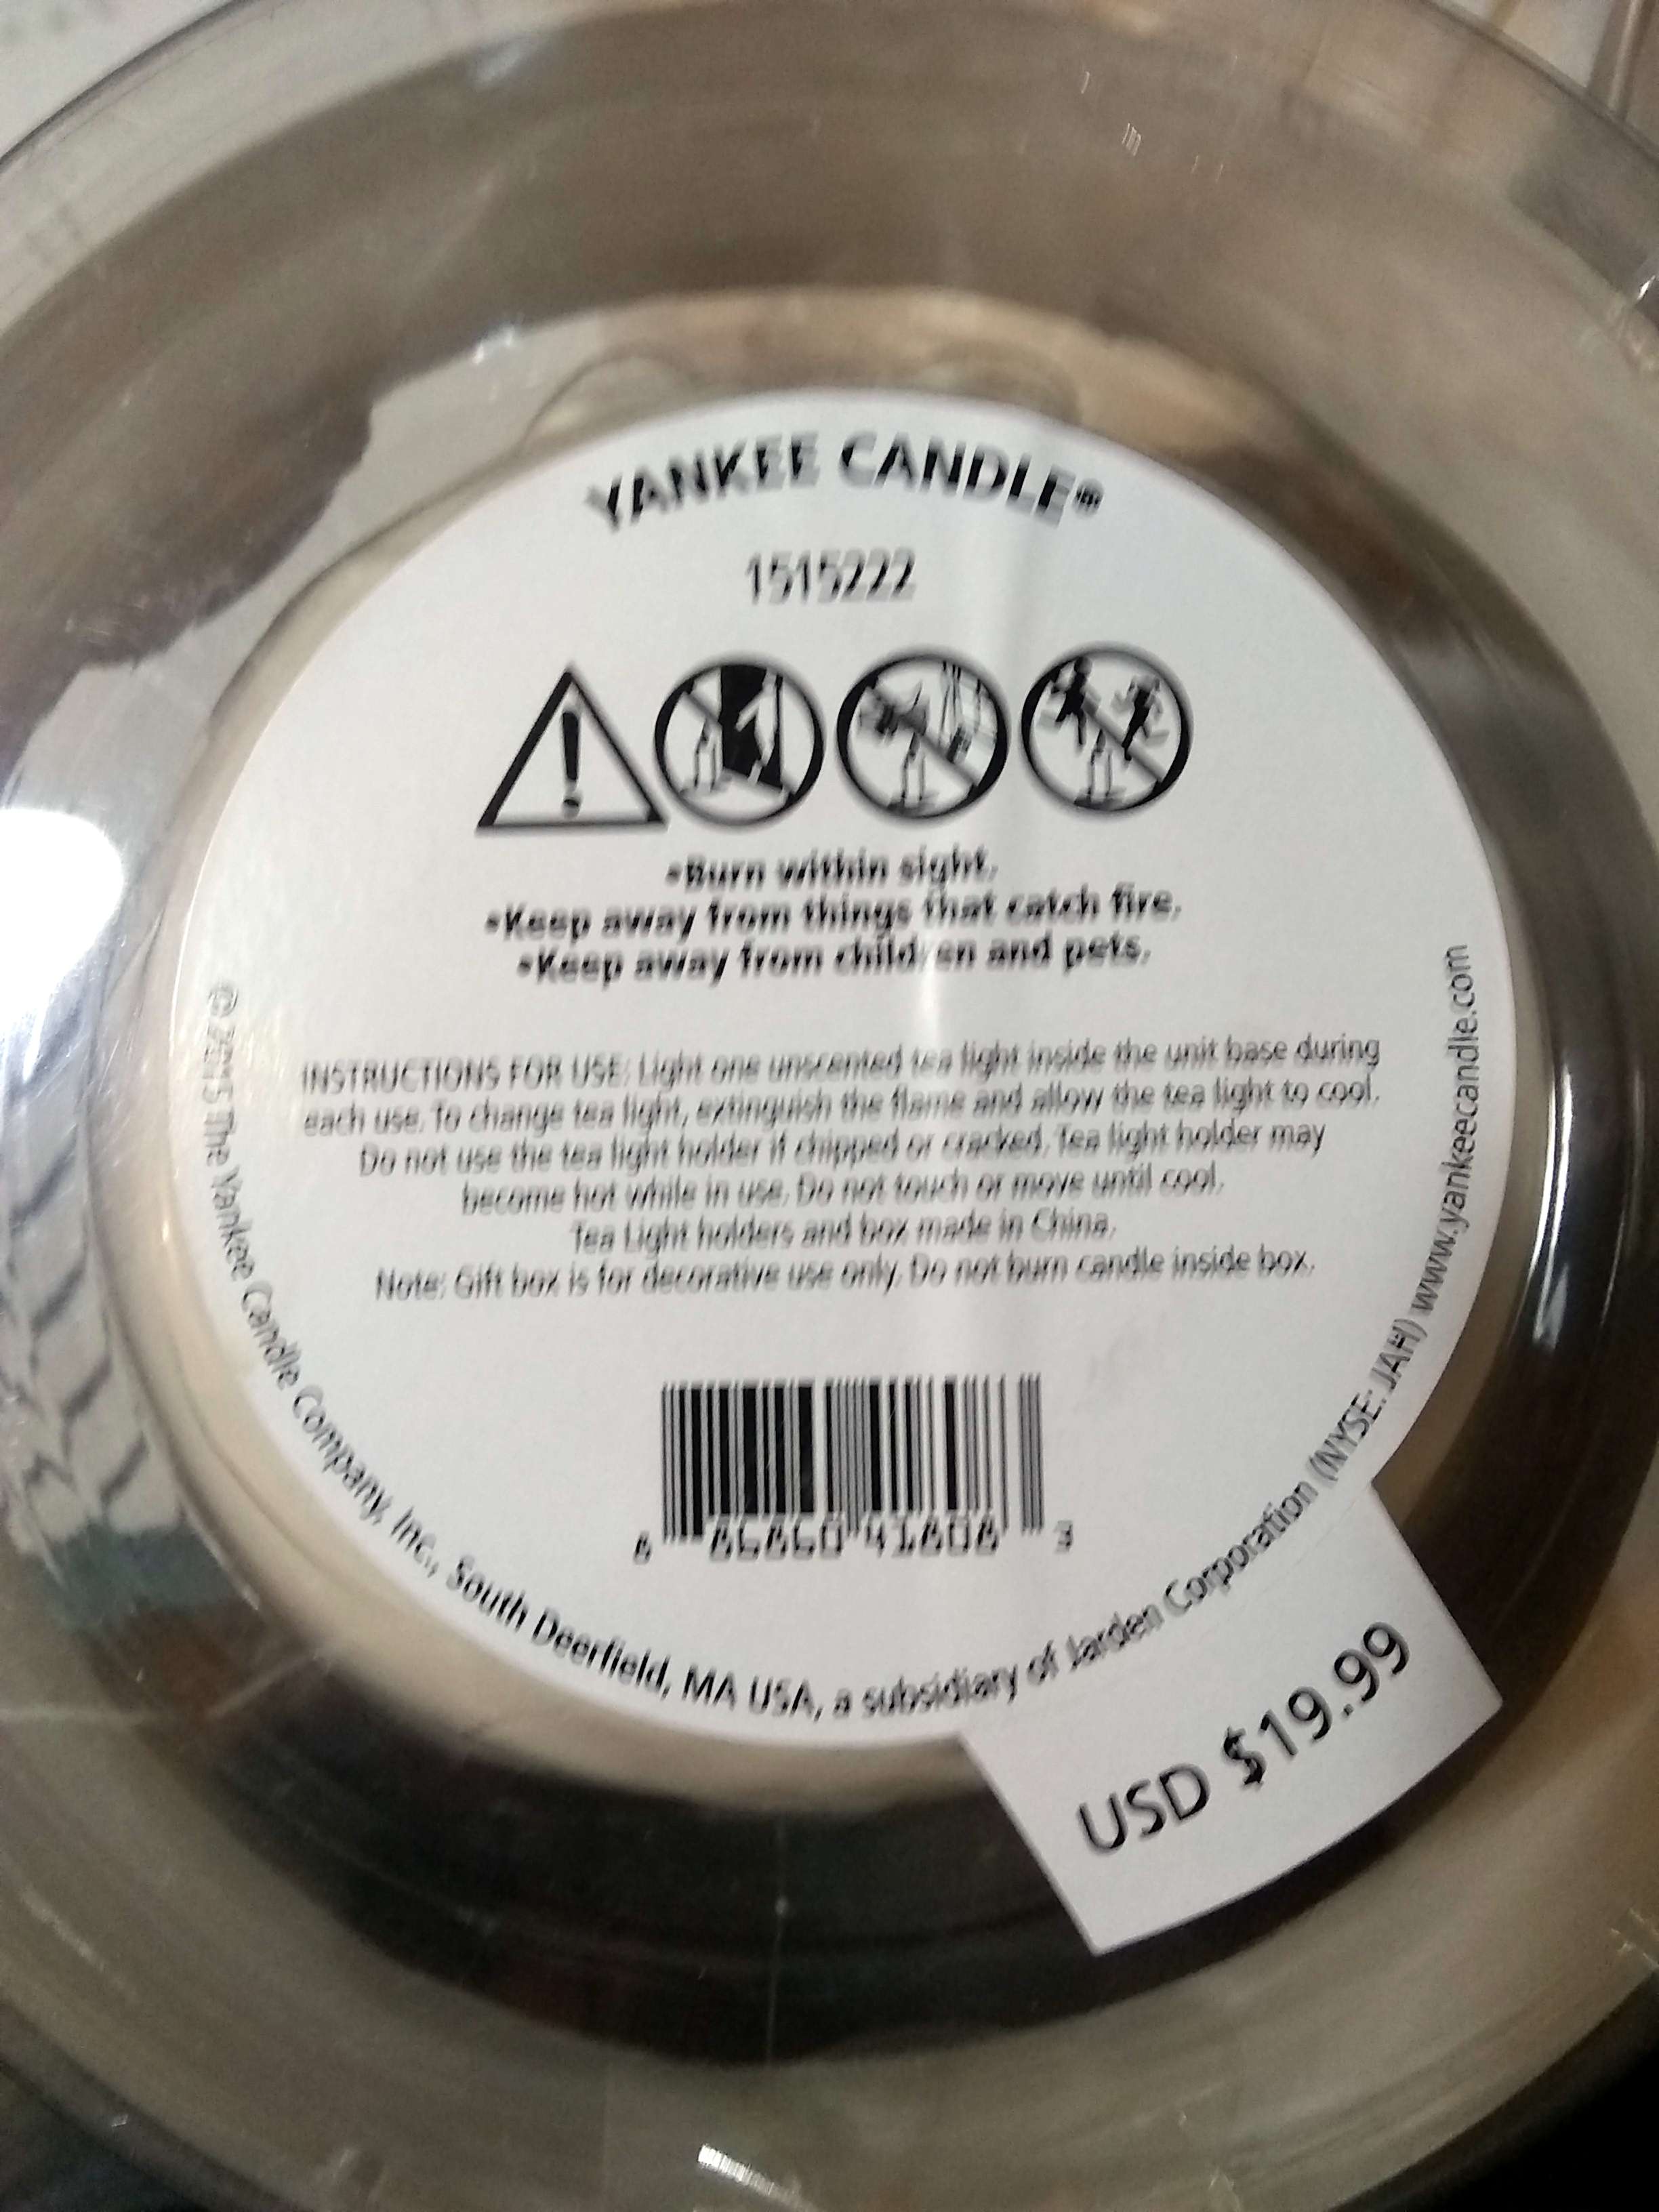 YANKEE CANDLE®
1515222
•Burn within sight.
•Keep away from things that catch fire.
•Keep away from children and pets.
INSTRUCTIONS FOR USE: Light one unscented tea light inside the unit base during
each use. To change tea light, extinguish the flame and allow the tea light to cool.
Do not use the tea light holder if chipped or cracked. Tea light holder may
become hot while in use. Do not touch or move until cool.
Tea Light holders and box made in China.
Note: Gift box is for decorative use only. Do not burn candle inside box.
8 86860 41808 3
© 2015 The Yankee Candle Company, Inc., South Deerfield, MA USA, a subsidiary of Jarden Corporation (NYSE: JAH) www.yankeecandle.com
USD $19.99